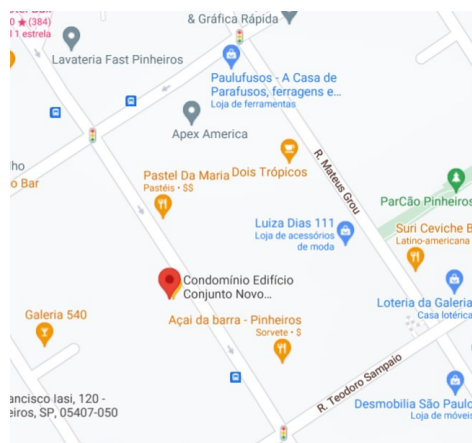 0 ★ (384)
1 estrela
& Gráfica Rápida
Lavateria Fast Pinheiros
Paulufusos - A Casa de
Parafusos, ferragens e...
Loja de ferramentas
Apex America
lho
o Bar
Pastel Da Maria
Pastéis • $$
Dois Trópicos
R. Mateus Grou
ParCão Pinheiros
Luiza Dias 111
Loja de acessórios
de moda
Suri Ceviche B
Latino-americana
Condomínio Edifício
Conjunto Novo...
Loteria da Galeria
Casa lotérica
Galeria 540
Açai da barra - Pinheiros
Sorvete • $
R. Teodoro Sampaio
ancisco Iasi, 120 -
eiros, SP, 05407-050
Desmobilia São Paulo
Loja de móveis